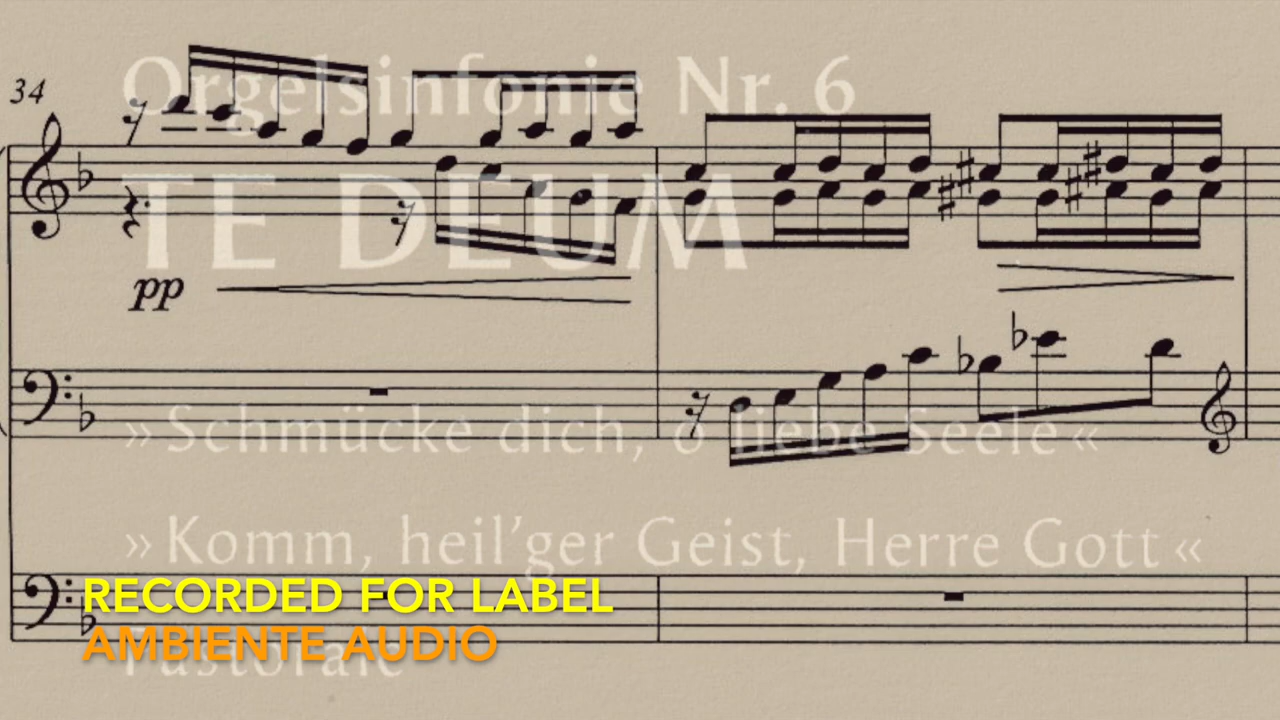 34
Orgelsinfonie Nr. 6
TE DEUM
pp
»Schmücke dich, o liebe Seele«
»Komm, heil’ger Geist, Herre Gott«
RECORDED FOR LABEL
AMBIENTE AUDIO
Pastorale